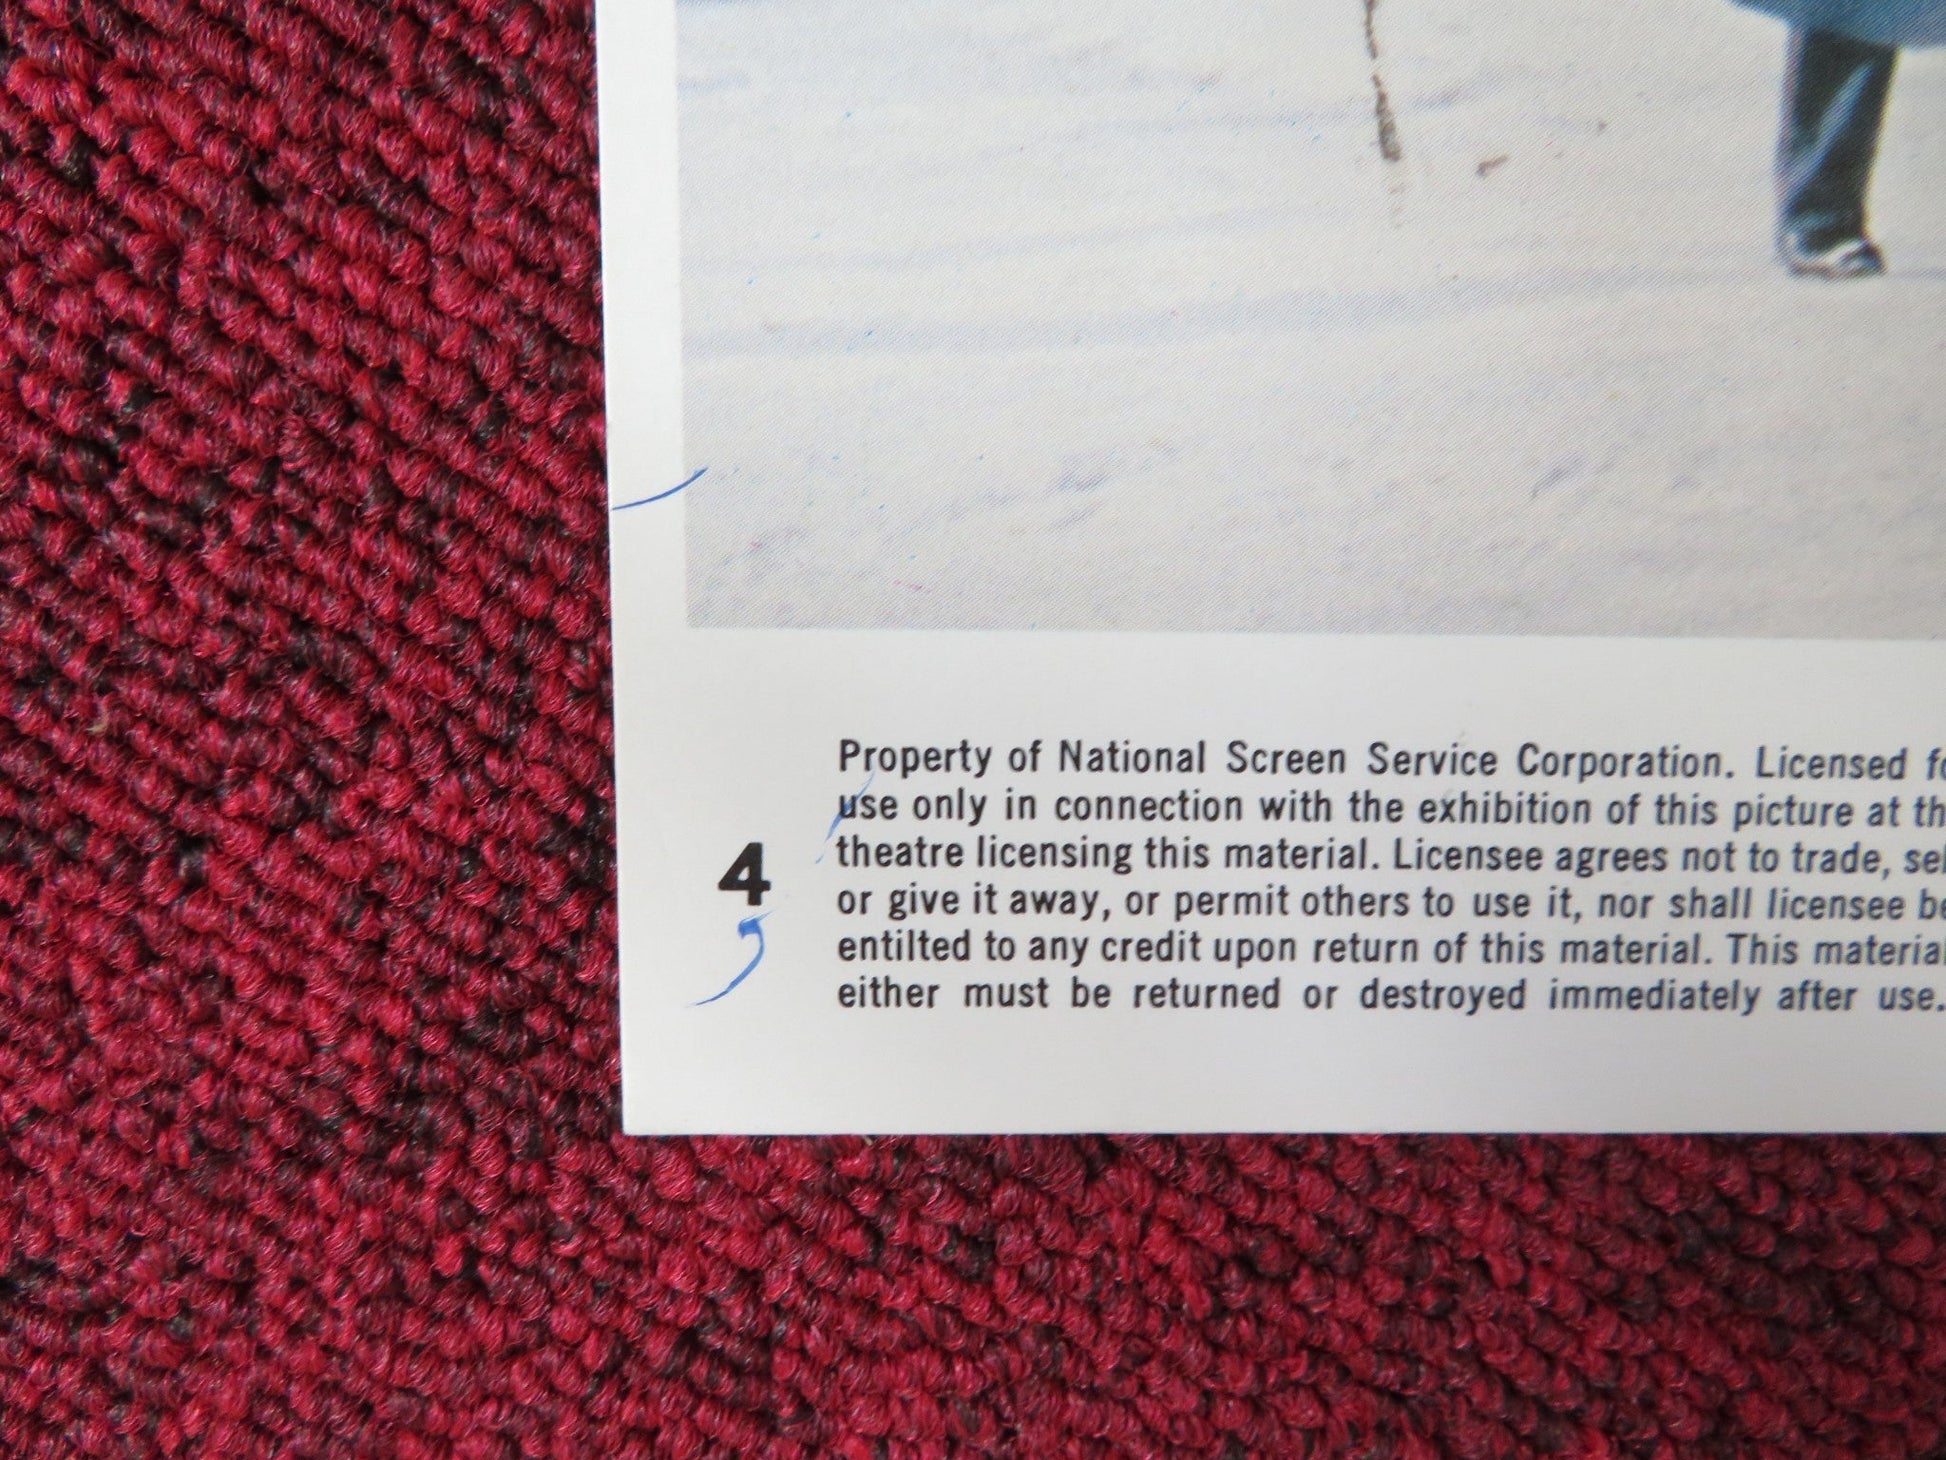 Property of National Screen Service Corporation. Licensed
use only in connection with the exhibition of this picture at
theatre licensing this material. Licensee agrees not to trade,
4
or give it away, or permit others to use it, nor shall licensee
entilted to any credit upon return of this material. This material
either must be returned or destroyed immediately after use.